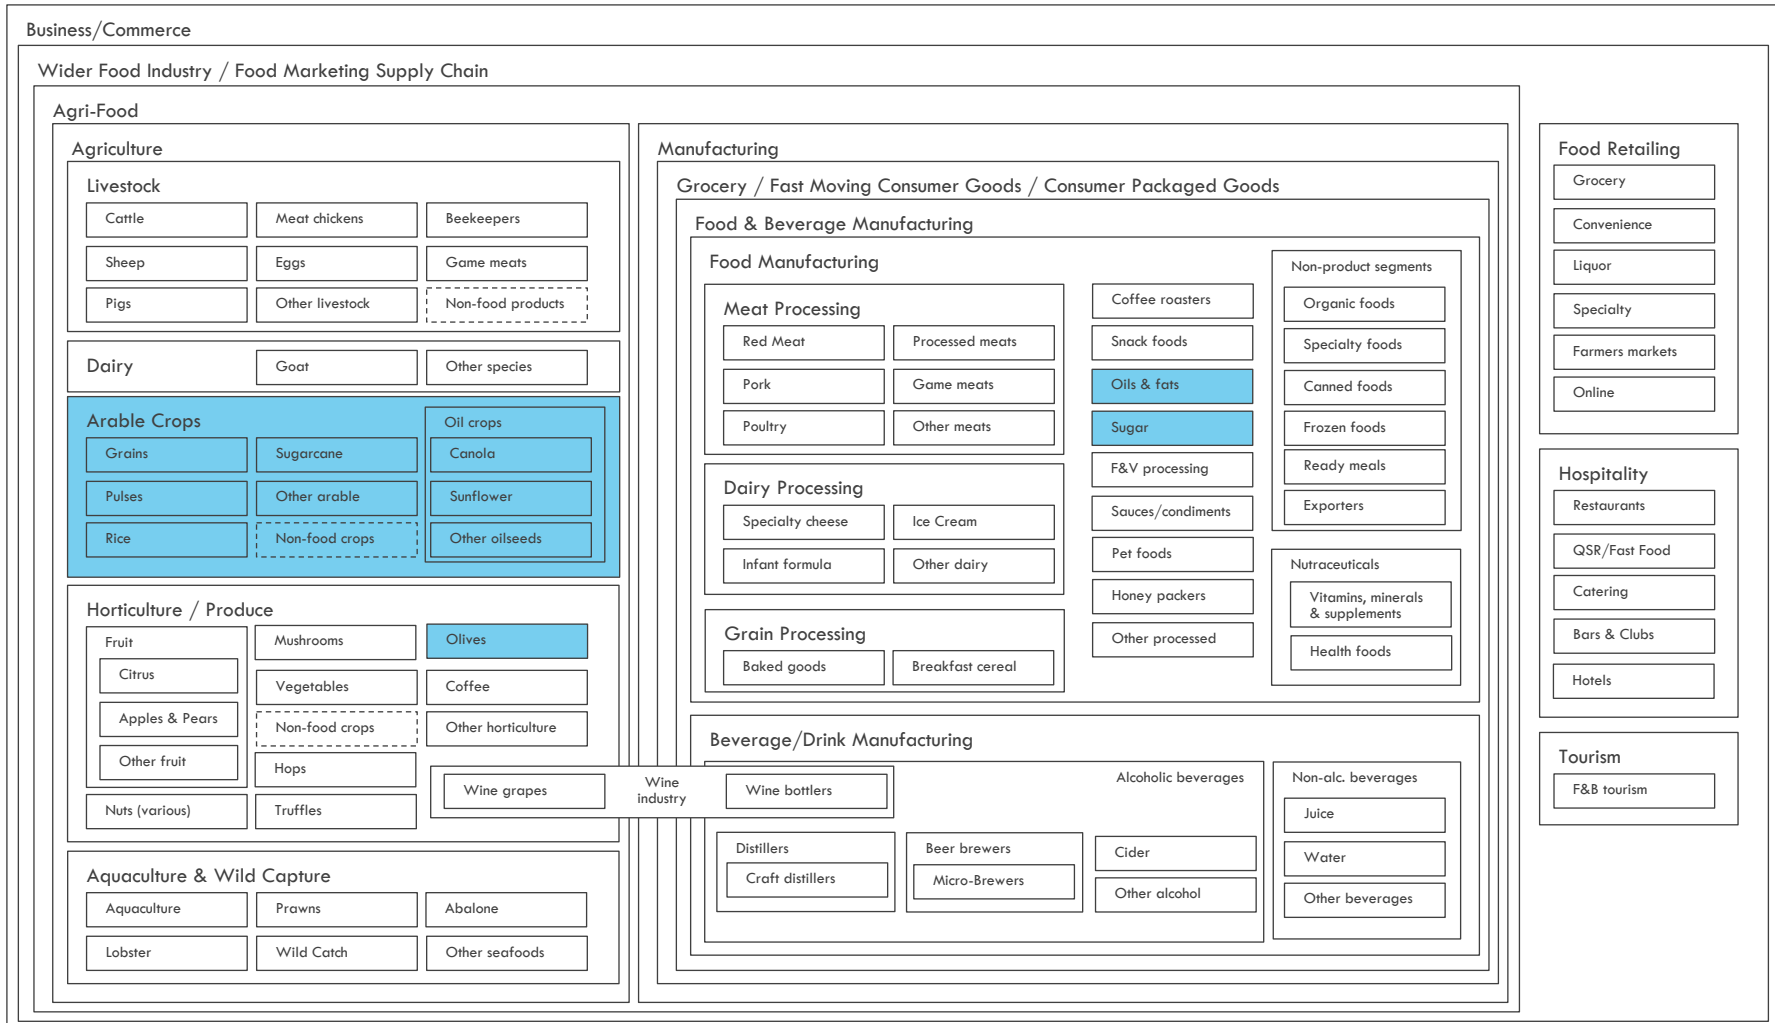 Business/Commerce
Wider Food Industry / Food Marketing Supply Chain
Agri-Food
Agriculture
Livestock
Cattle
Meat chickens
Beekeepers
Sheep
Eggs
Game meats
Pigs
Other livestock
Non-food products
Dairy
Goat
Other species
Arable Crops
Oil crops
Grains
Sugarcane
Canola
Pulses
Other arable
Sunflower
Rice
Non-food crops
Other oilseeds
Horticulture / Produce
Fruit
Mushrooms
Olives
Citrus
Vegetables
Coffee
Apples & Pears
Non-food crops
Other horticulture
Other fruit
Hops
Nuts (various)
Truffles
Wine grapes
Wine
industry
Wine bottlers
Aquaculture & Wild Capture
Aquaculture
Prawns
Abalone
Lobster
Wild Catch
Other seafoods
Manufacturing
Grocery / Fast Moving Consumer Goods / Consumer Packaged Goods
Food & Beverage Manufacturing
Food Manufacturing
Meat Processing
Red Meat
Processed meats
Pork
Game meats
Poultry
Other meats
Dairy Processing
Specialty cheese
Ice Cream
Infant formula
Other dairy
Grain Processing
Baked goods
Breakfast cereal
Coffee roasters
Snack foods
Oils & fats
Sugar
F&V processing
Sauces/condiments
Pet foods
Honey packers
Other processed
Non-product segments
Organic foods
Specialty foods
Canned foods
Frozen foods
Ready meals
Exporters
Nutraceuticals
Vitamins, minerals
& supplements
Health foods
Beverage/Drink Manufacturing
Alcoholic beverages
Distillers
Craft distillers
Beer brewers
Micro-Brewers
Cider
Other alcohol
Non-alc. beverages
Juice
Water
Other beverages
Food Retailing
Grocery
Convenience
Liquor
Specialty
Farmers markets
Online
Hospitality
Restaurants
QSR/Fast Food
Catering
Bars & Clubs
Hotels
Tourism
F&B tourism